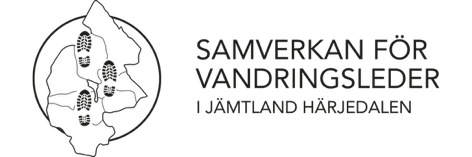 SAMVERKAN FÖR
VANDRINGSLEDER
I JÄMTLAND HÄRJEDALEN